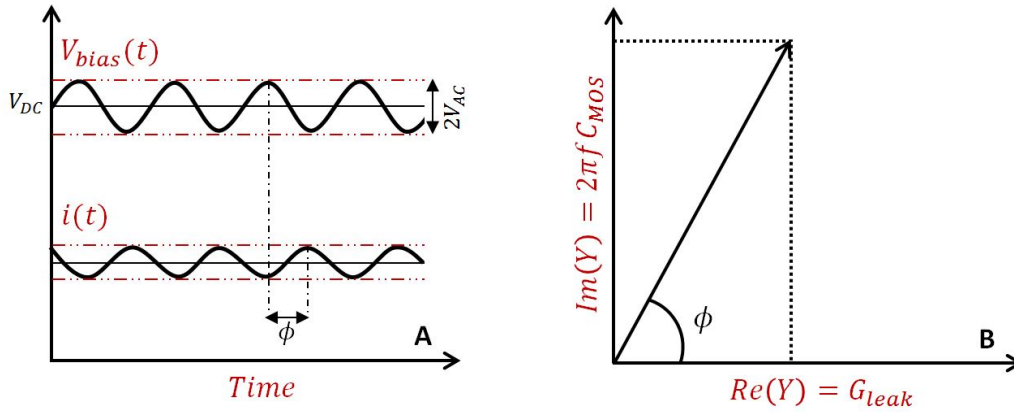 V_bias(t)
V_DC
2V_AC
i(t)
ϕ
A
Time
Im(Y) = 2πf C_MOS
ϕ
B
Re(Y) = G_leak